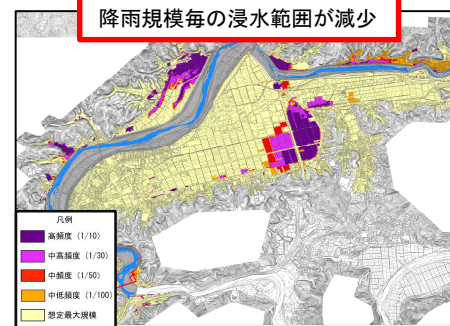 降雨規模毎の浸水範囲が減少
凡例
高頻度（1/10）
中高頻度（1/30）
中頻度（1/50）
中低頻度（1/100）
想定最大規模